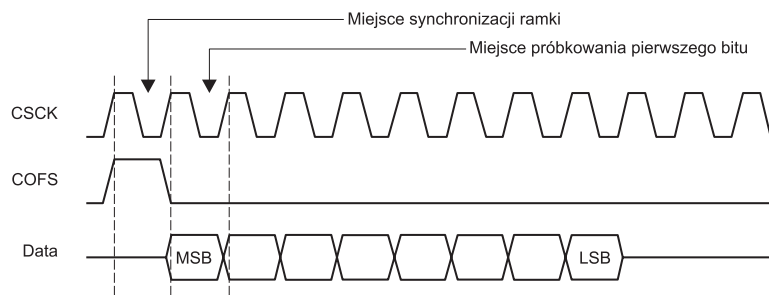 Miejsce synchronizacji ramki
Miejsce próbkowania pierwszego bitu
CSCK
COFS
Data
MSB
LSB